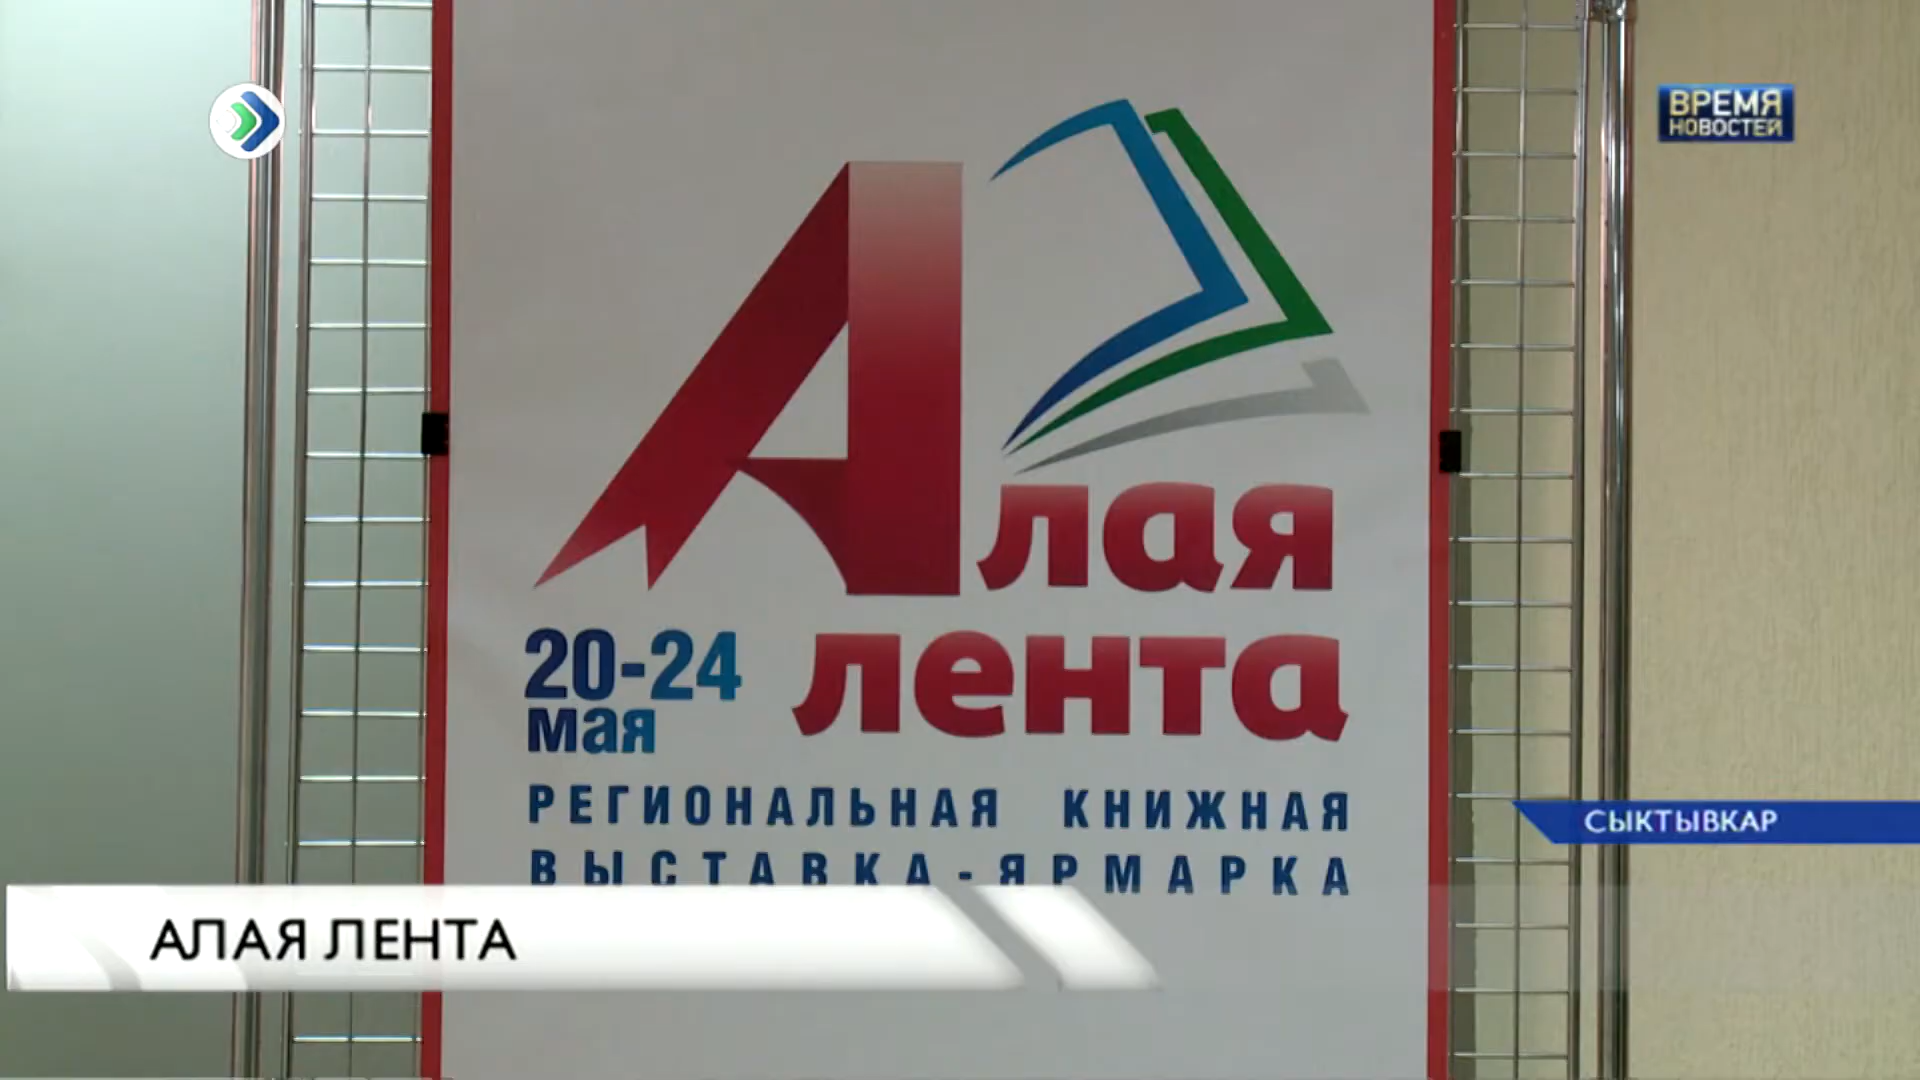 ВРЕМЯ
НОВОСТЕЙ
Алая
лента
20-24
мая
РЕГИОНАЛЬНАЯ КНИЖНАЯ
ВЫСТАВКА-ЯРМАРКА
СЫКТЫВКАР
АЛАЯ ЛЕНТА